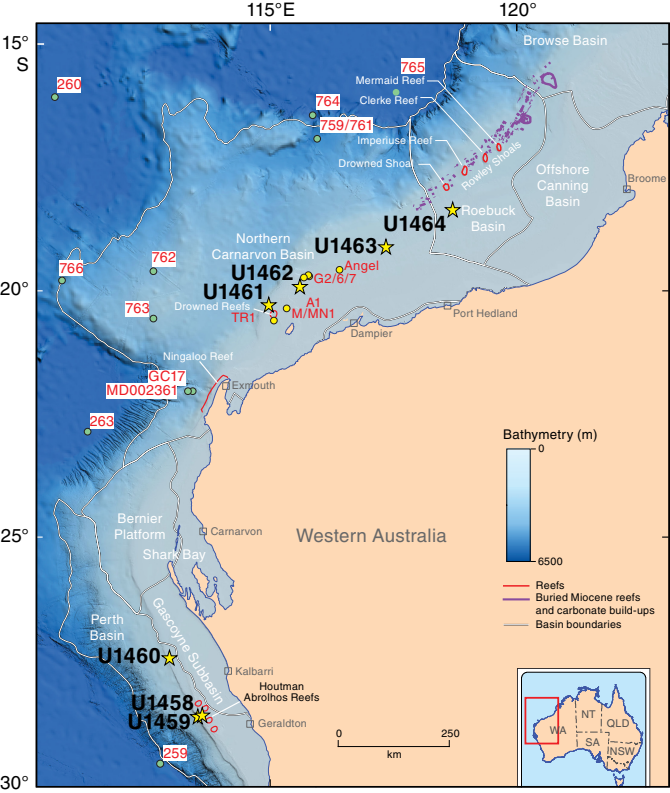 115°E
120°
15°
S
Browse Basin
260
765
Mermaid Reef
764
Clerke Reef
759/761
Imperiuse Reef
Drowned Shoal
Rowley Shoals
Offshore
Canning
Basin
Broome
U1464
Roebuck
Basin
Northern
Carnarvon Basin
U1463
762
Angel
766
U1462
G2/6/7
20°
U1461
A1
763
Drowned Reefs
TR1
M/MN1
Port Hedland
Dampier
Ningaloo Reef
GC17
MD002361
Exmouth
263
Bathymetry (m)
0
6500
25°
Bernier
Platform
Carnarvon
Western Australia
Shark Bay
Reefs
Buried Miocene reefs
and carbonate build-ups
Basin boundaries
Perth
Basin
Gascoyne Subbasin
U1460
Kalbarri
Houtman
Abrolhos Reefs
U1458
U1459
Geraldton
259
0
250
km
NT
QLD
WA
SA
NSW
30°